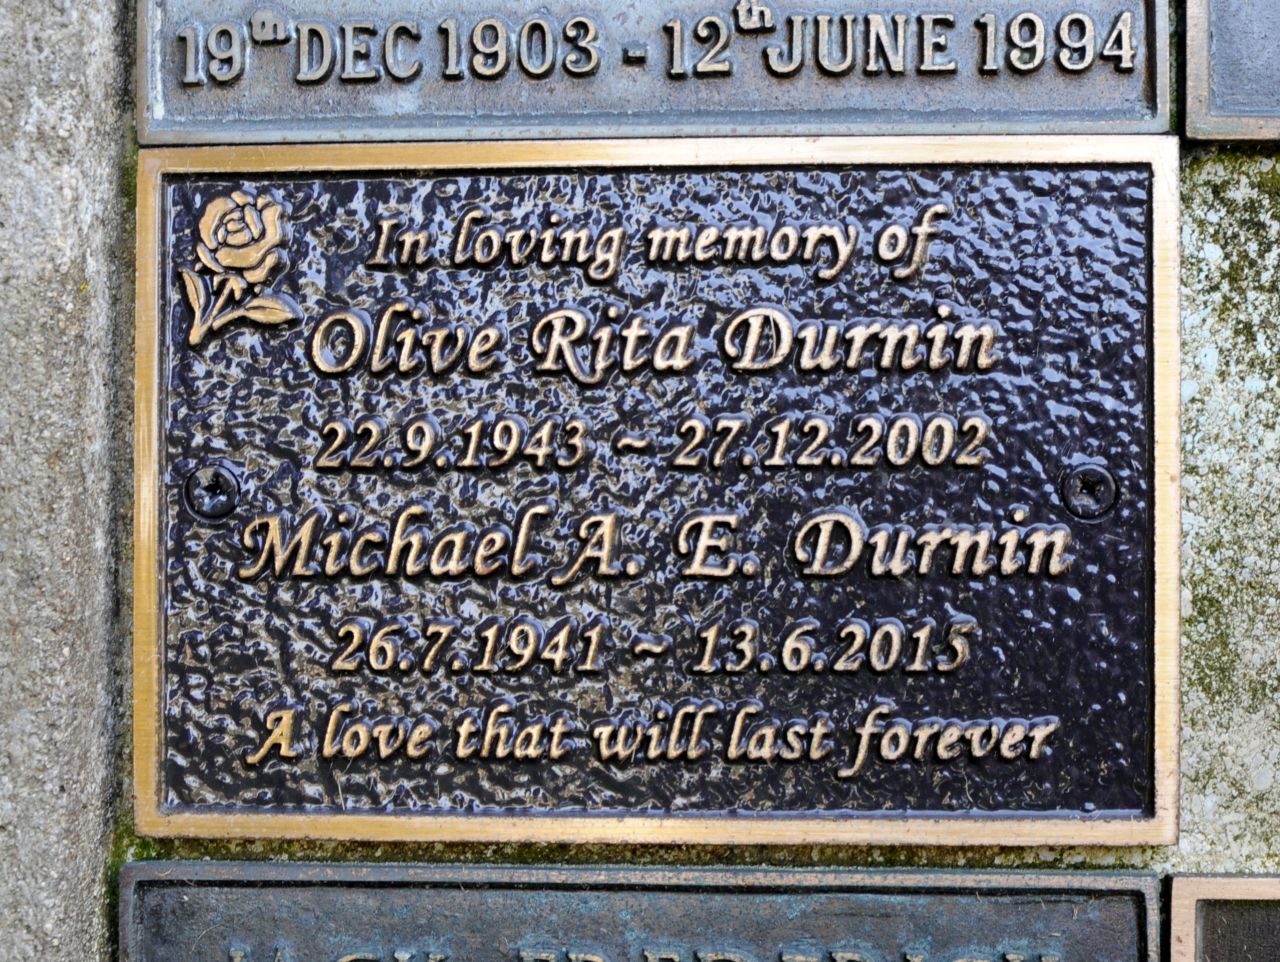 19th DEC 1903 - 12th JUNE 1994
In loving memory of
Olive Rita Durnin
22.9.1943 ~ 27.12.2002
Michael A. E. Durnin
26.7.1941 ~ 13.6.2015
A love that will last forever